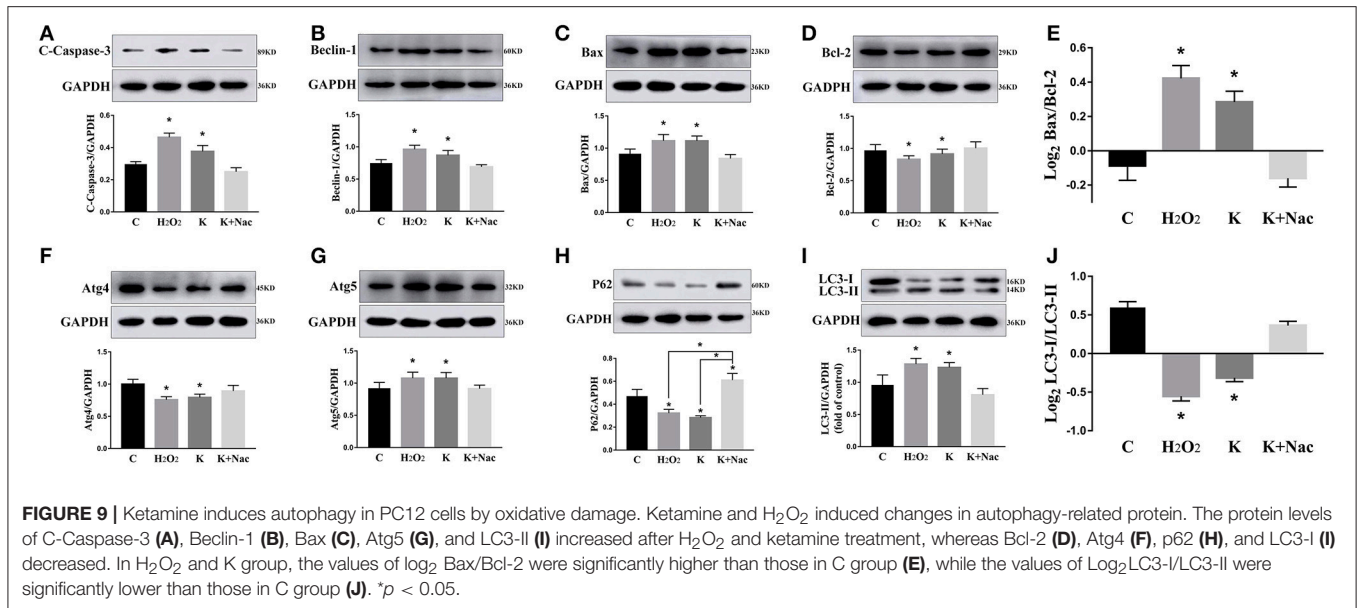 A
C-Caspase-3
89KD
GAPDH
36KD
C-Caspase-3/GAPDH
0.6
0.4
0.2
0.0
*
*
C H2O2 K K+Nac
B
Beclin-1
60KD
GAPDH
36KD
Beclin-1/GAPDH
1.5
1.0
0.5
0.0
*
*
C H2O2 K K+Nac
C
Bax
23KD
GAPDH
36KD
Bax/GAPDH
1.5
1.0
0.5
0.0
*
*
C H2O2 K K+Nac
D
Bcl-2
29KD
GADPH
36KD
Bcl-2/GAPDH
1.5
1.0
0.5
0.0
*
*
C H2O2 K K+Nac
E
Log2 Bax/Bcl-2
0.6
0.4
0.2
0.0
-0.2
*
*
C H2O2 K K+Nac
F
Atg4
45KD
GAPDH
36KD
Atg4/GAPDH
1.5
1.0
0.5
0.0
*
*
C H2O2 K K+Nac
G
Atg5
32KD
GAPDH
36KD
Atg5/GAPDH
1.5
1.0
0.5
0.0
*
*
C H2O2 K K+Nac
H
P62
60KD
GAPDH
36KD
P62/GAPDH
0.8
0.6
0.4
0.2
0.0
*
*
*
*
*
C H2O2 K K+Nac
I
LC3-I
16KD
LC3-II
14KD
GAPDH
36KD
LC3-II/GAPDH
(fold of control)
1.5
1.0
0.5
0.0
*
*
C H2O2 K K+Nac
J
Log2 LC3-I/LC3-II
1.0
0.5
0.0
-0.5
-1.0
*
*
C H2O2 K K+Nac
FIGURE 9 | Ketamine induces autophagy in PC12 cells by oxidative damage. Ketamine and H2O2 induced changes in autophagy-related protein. The protein levels
of C-Caspase-3 (A), Beclin-1 (B), Bax (C), Atg5 (G), and LC3-II (I) increased after H2O2 and ketamine treatment, whereas Bcl-2 (D), Atg4 (F), p62 (H), and LC3-I (I)
decreased. In H2O2 and K group, the values of log2 Bax/Bcl-2 were significantly higher than those in C group (E), while the values of Log2LC3-I/LC3-II were
significantly lower than those in C group (J). *p < 0.05.